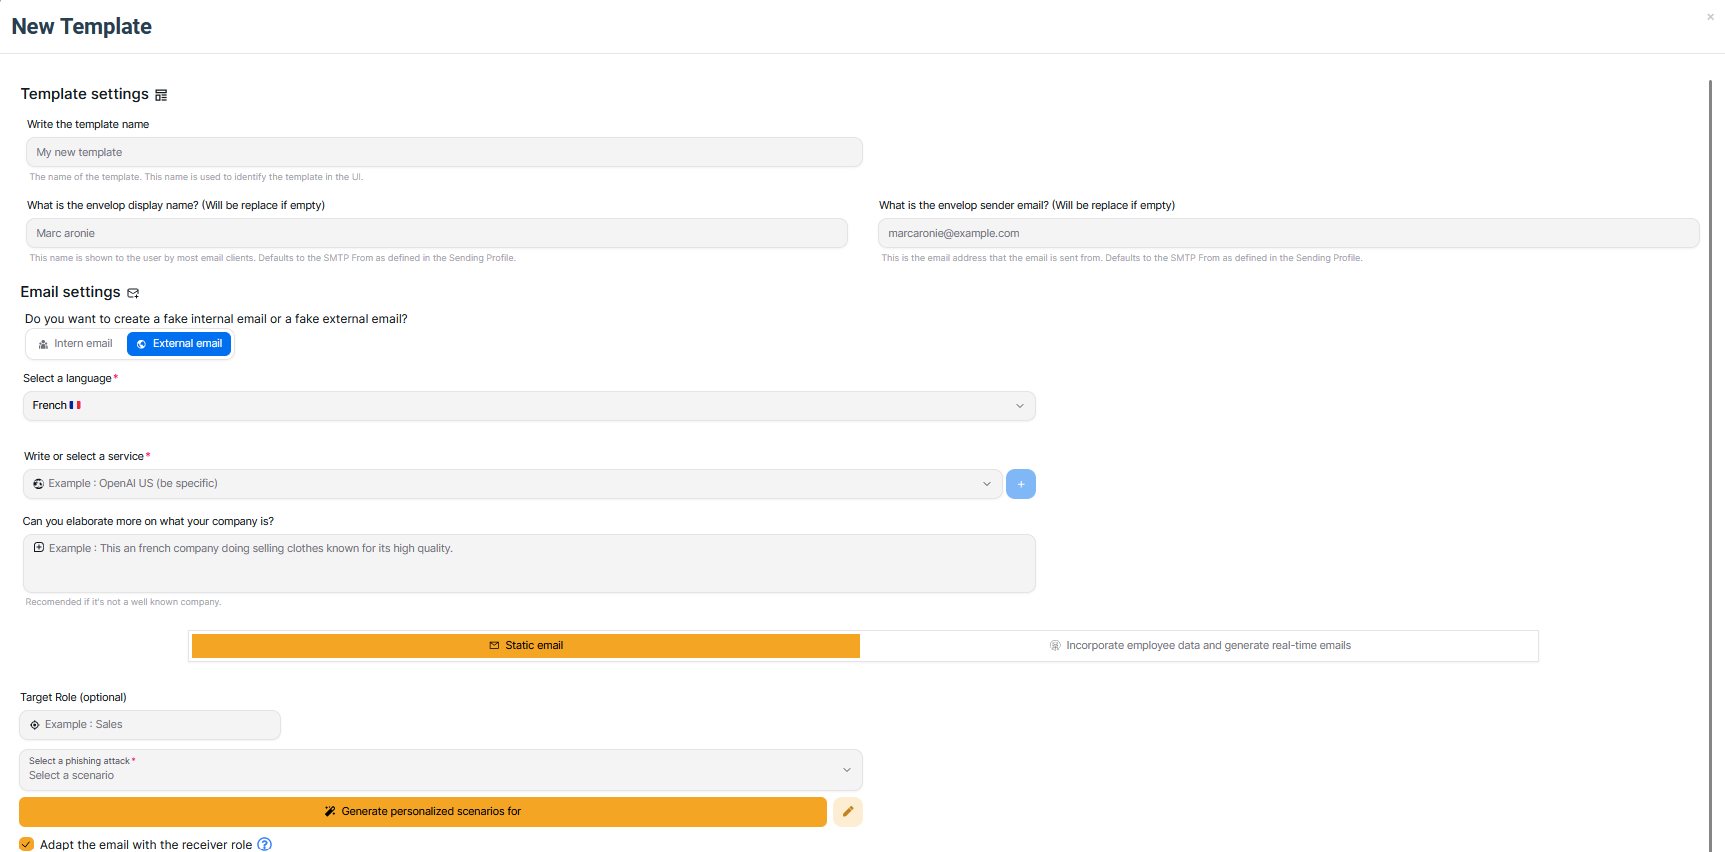 New Template
×
Template settings
Write the template name
My new template
The name of the template. This name is used to identify the template in the UI.
What is the envelop display name? (Will be replace if empty)
What is the envelop sender email? (Will be replace if empty)
Marc aronie
marcaronie@example.com
This name is shown to the user by most email clients. Defaults to the SMTP From as defined in the Sending Profile.
This is the email address that the email is sent from. Defaults to the SMTP From as defined in the Sending Profile.
Email settings
Do you want to create a fake internal email or a fake external email?
Intern email
External email
Select a language*
French
Write or select a service*
Example : OpenAI US (be specific)
+
Can you elaborate more on what your company is?
Example : This an french company doing selling clothes known for its high quality.
Recomended if it's not a well known company.
Static email
Incorporate employee data and generate real-time emails
Target Role (optional)
Example : Sales
Select a phishing attack*
Select a scenario
Generate personalized scenarios for
Adapt the email with the receiver role ?